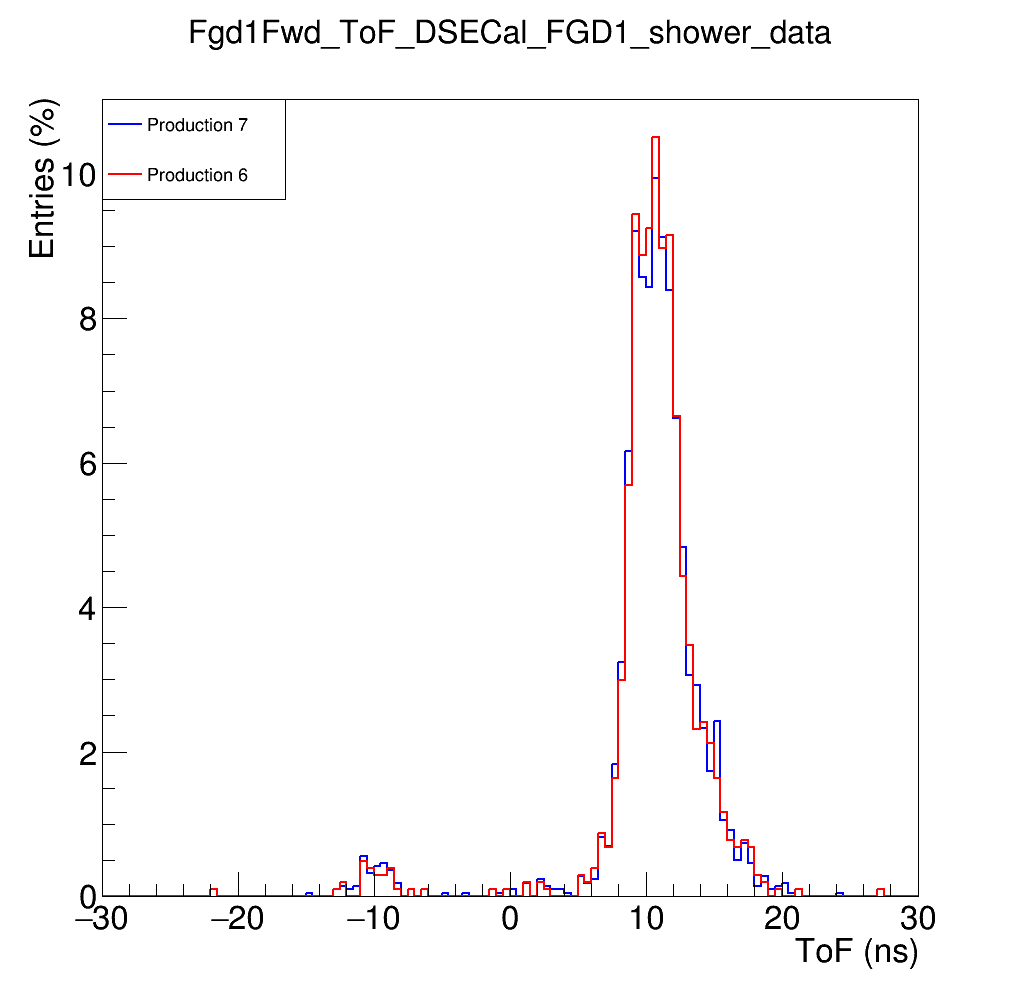 Fgd1Fwd_ToF_DSECal_FGD1_shower_data
Entries (%)
Production 7
Production 6
10
8
6
4
2
0
−30 −20 −10 0 10 20 30
ToF (ns)